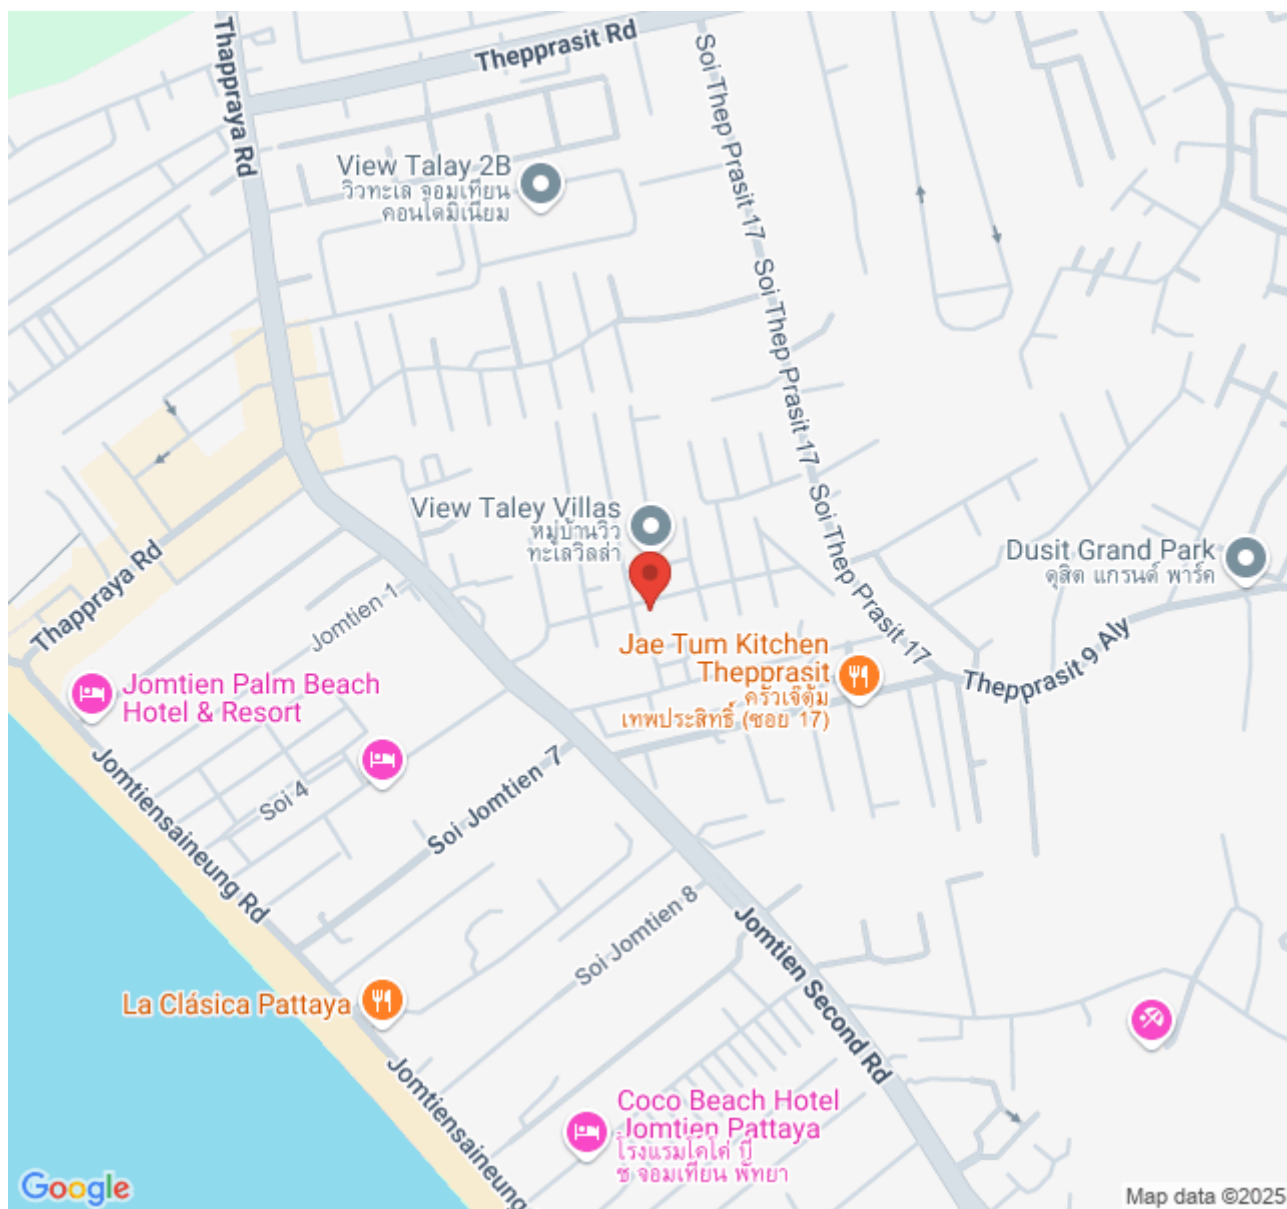 Thappraya Rd
Thepprasit Rd
Soi Thep Prasit 17
View Talay 2B
วิวทะเล จอมเทียน
คอนโดมิเนียม
Soi Thep Prasit 17
View Taley Villas
หมู่บ้านวิว
ทะเลวิลล่า
Soi Thep Prasit 17
Dusit Grand Park
ดุสิต แกรนด์ พาร์ค
Thappraya Rd
Jomtien 1
Jae Tum Kitchen
Thepprasit
ครัวเจ๊ตุ้ม
เทพประสิทธิ์ (ซอย 17)
Thepprasit 9 Aly
Jomtien Palm Beach
Hotel & Resort
Soi 4
Soi Jomtien 7
Jomtiensaineung Rd
Soi Jomtien 8
Jomtien Second Rd
La Clásica Pattaya
Jomtiensaineung
Coco Beach Hotel
Jomtien Pattaya
โรงแรมโคโค่ บี
ช จอมเทียน พัทยา
Google
Map data ©2025